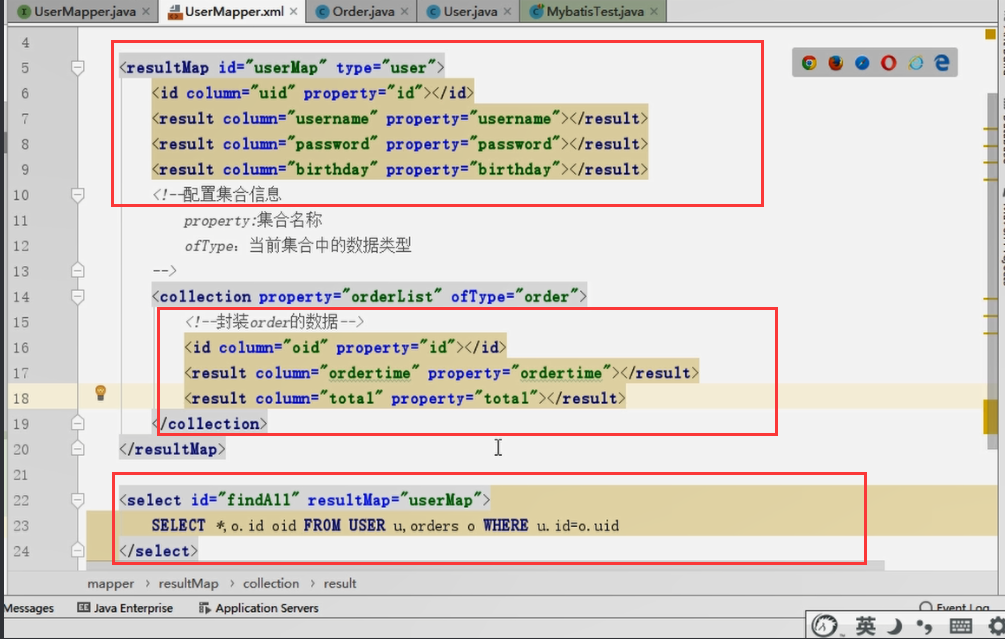 UserMapper.java × UserMapper.xml × Order.java × User.java × MybatisTest.java ×
4
5 <resultMap id="userMap" type="user">
6 <id column="uid" property="id"></id>
7 <result column="username" property="username"></result>
8 <result column="password" property="password"></result>
9 <result column="birthday" property="birthday"></result>
10 <!--配置集合信息
11 property:集合名称
12 ofType：当前集合中的数据类型
13 -->
14 <collection property="orderList" ofType="order">
15 <!--封装order的数据-->
16 <id column="oid" property="id"></id>
17 <result column="ordertime" property="ordertime"></result>
18 <result column="total" property="total"></result>
19 </collection>
20 </resultMap>
21
22 <select id="findAll" resultMap="userMap">
23 SELECT *,o.id oid FROM USER u,orders o WHERE u.id=o.uid
24 </select>
mapper › resultMap › collection › result
Messages Java Enterprise Application Servers Event Log
英